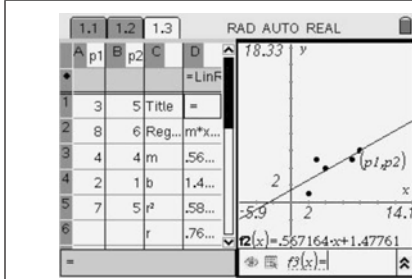 1.1 1.2 1.3 RAD AUTO REAL
A p1 B p2 C D
=LinR
1 3 5 Title =
2 8 6 Reg... m*x...
3 4 4 m .56...
4 2 1 b 1.4...
5 7 5 r² .58...
6 r .76...
=
18.33 y
(p1,p2)
2
x
-5.9 2 14.1
f2(x)=.567164·x+1.47761
f3(x)=